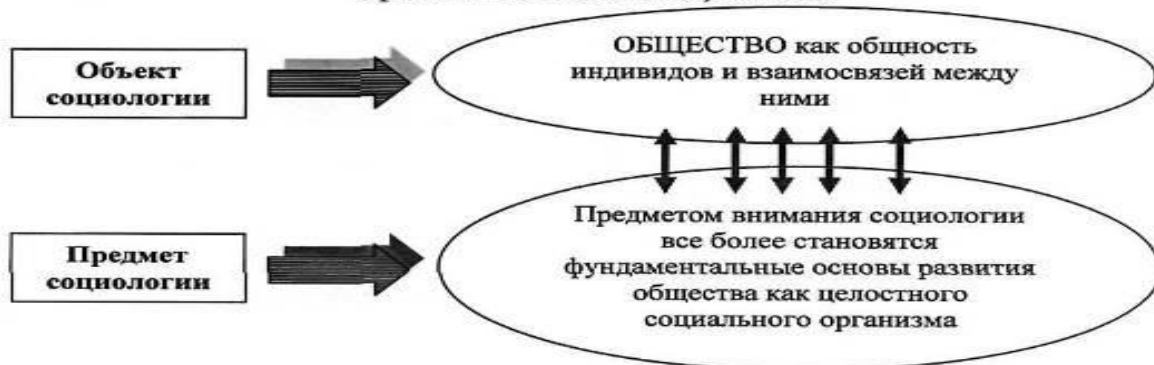 Объект
социологии
ОБЩЕСТВО как общность
индивидов и взаимосвязей между
ними
Предмет
социологии
Предметом внимания социологии
все более становятся
фундаментальные основы развития
общества как целостного
социального организма